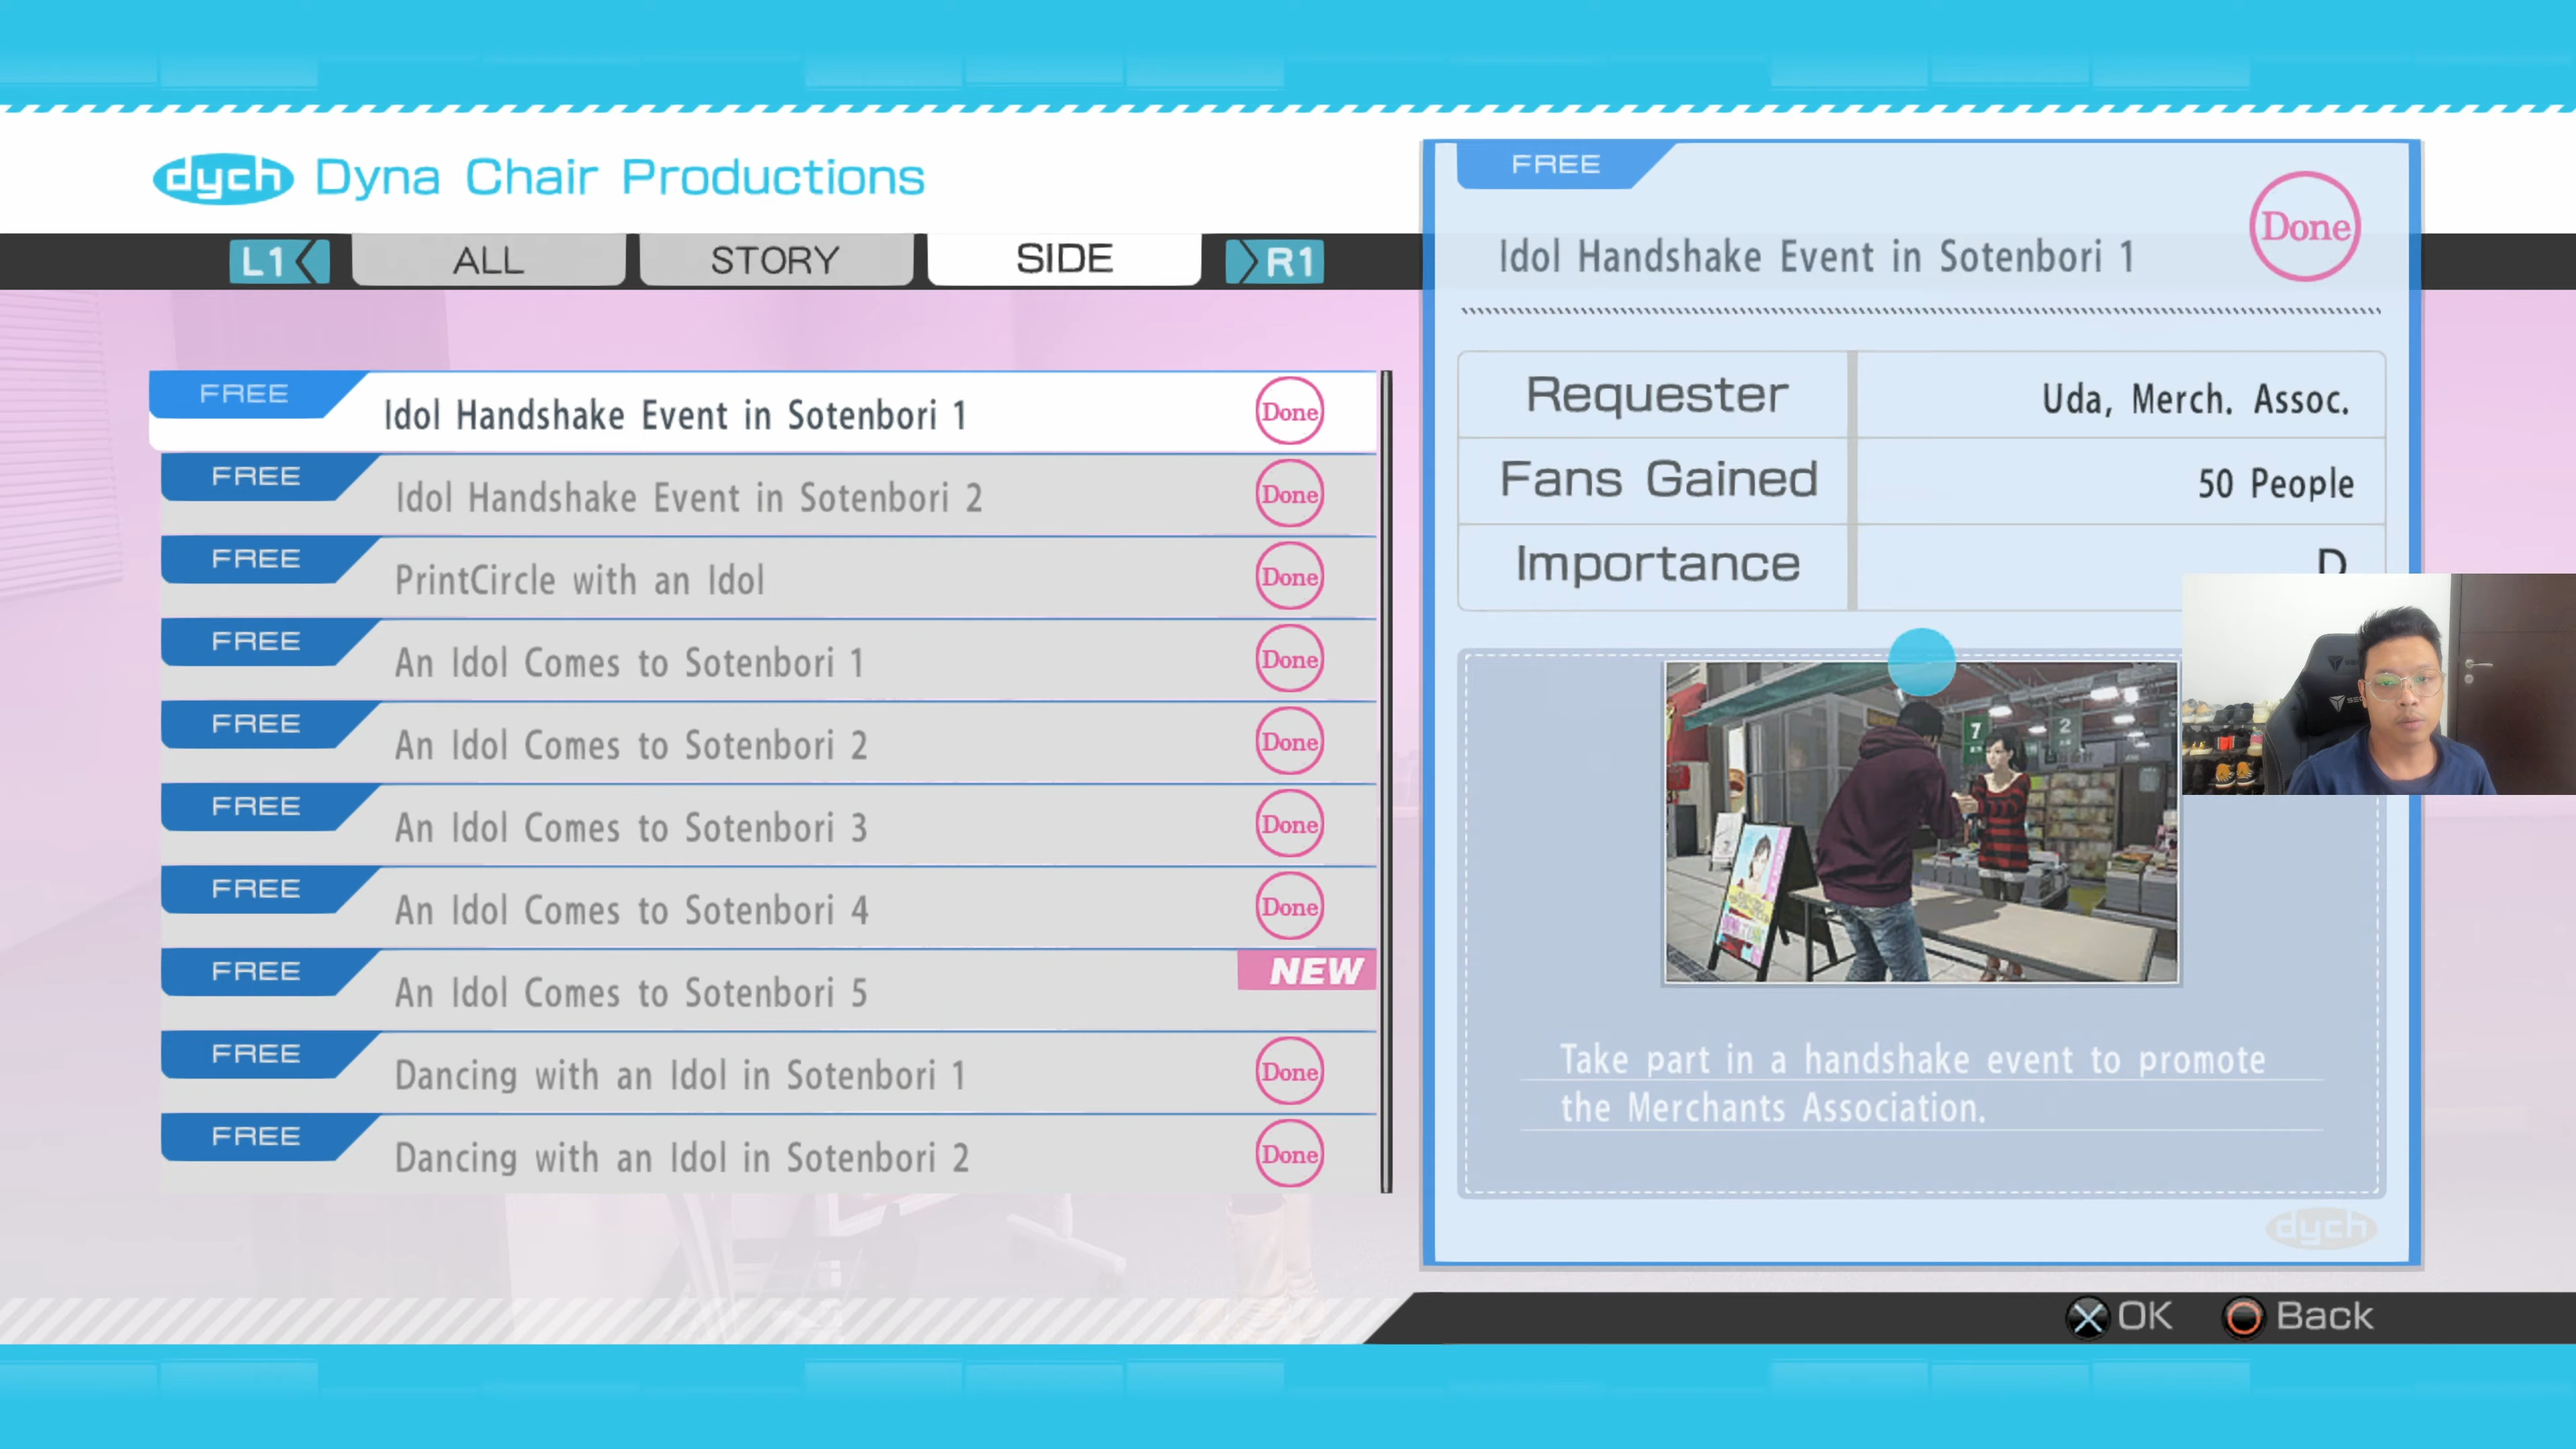 dych Dyna Chair Productions
L1 ALL STORY SIDE R1
FREE Idol Handshake Event in Sotenbori 1 Done
FREE Idol Handshake Event in Sotenbori 2 Done
FREE PrintCircle with an Idol Done
FREE An Idol Comes to Sotenbori 1 Done
FREE An Idol Comes to Sotenbori 2 Done
FREE An Idol Comes to Sotenbori 3 Done
FREE An Idol Comes to Sotenbori 4 Done
FREE An Idol Comes to Sotenbori 5 NEW
FREE Dancing with an Idol in Sotenbori 1 Done
FREE Dancing with an Idol in Sotenbori 2 Done
FREE
Idol Handshake Event in Sotenbori 1 Done
Requester Uda, Merch. Assoc.
Fans Gained 50 People
Importance D
7 2
Take part in a handshake event to promote
the Merchants Association.
dych
OK Back